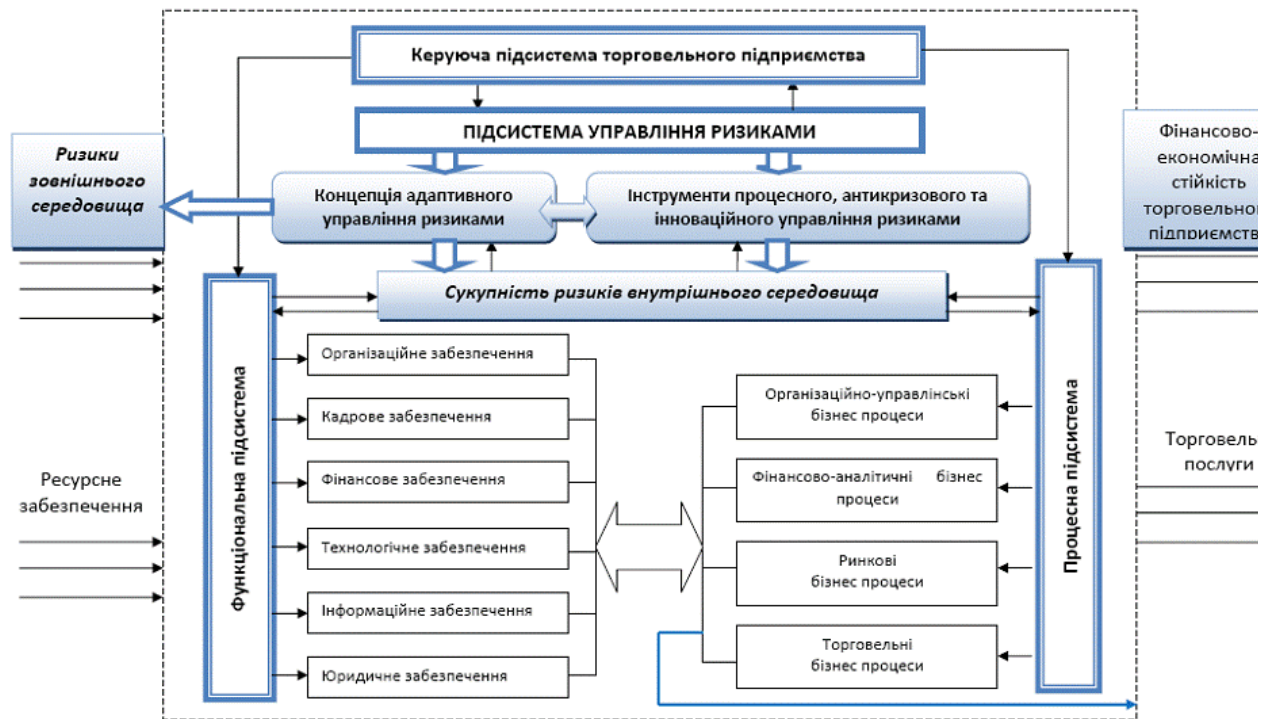 Керуюча підсистема торговельного підприємства
ПІДСИСТЕМА УПРАВЛІННЯ РИЗИКАМИ
Ризики
зовнішнього
середовища
Концепція адаптивного
управління ризиками
Інструменти процесного, антикризового та
інноваційного управління ризиками
Фінансово-
економічна
стійкість
торговельног
підприємств
Сукупність ризиків внутрішнього середовища
Функціональна підсистема
Організаційне забезпечення
Кадрове забезпечення
Фінансове забезпечення
Технологічне забезпечення
Інформаційне забезпечення
Юридичне забезпечення
Організаційно-управлінські
бізнес процеси
Фінансово-аналітичні бізнес
процеси
Ринкові
бізнес процеси
Торговельні
бізнес процеси
Процесна підсистема
Ресурсне
забезпечення
Торговель
послуги